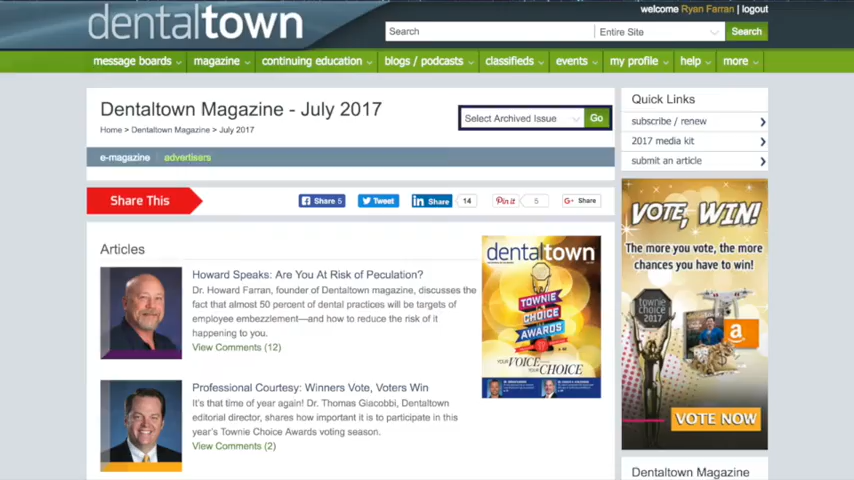 welcome Ryan Farran | logout
dentaltown
Search
Entire Site
Search
message boards
magazine
continuing education
blogs / podcasts
classifieds
events
my profile
help
more
Dentaltown Magazine - July 2017
Home > Dentaltown Magazine > July 2017
Select Archived Issue
Go
e-magazine
advertisers
Share This
Share 5
Tweet
in Share 14
Pin it 5
G+ Share
Articles
Howard Speaks: Are You At Risk of Peculation?
Dr. Howard Farran, founder of Dentaltown magazine, discusses the
fact that almost 50 percent of dental practices will be targets of
employee embezzlement—and how to reduce the risk of it
happening to you.
View Comments (12)
Professional Courtesy: Winners Vote, Voters Win
It's that time of year again! Dr. Thomas Giacobbi, Dentaltown
editorial director, shares how important it is to participate in this
year's Townie Choice Awards voting season.
View Comments (2)
dentaltown
TOWNIE
CHOICE
AWARDS
YOUR VOICE
YOUR CHOICE
Quick Links
subscribe / renew
2017 media kit
submit an article
VOTE, WIN!
The more you vote, the more
chances you have to win!
townie
choice
2017
a
VOTE NOW
Dentaltown Magazine